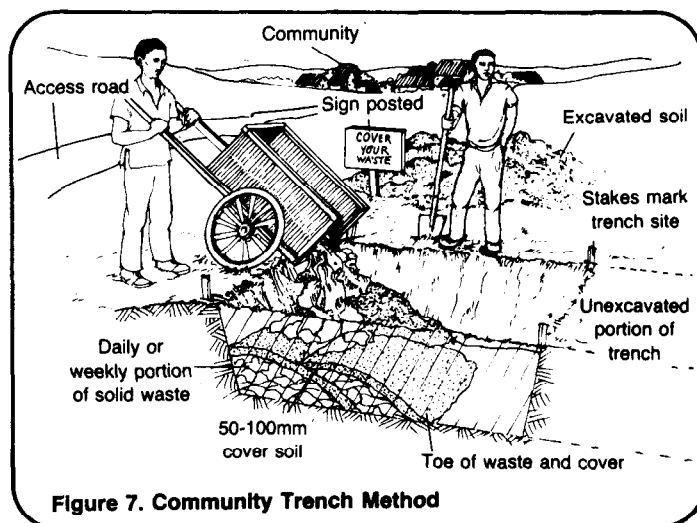 Community
Access road
Sign posted
COVER
YOUR
WASTE
Excavated soil
Stakes mark
trench site
Unexcavated
portion of
trench
Daily or
weekly portion
of solid waste
50-100mm
cover soil
Toe of waste and cover
Figure 7. Community Trench Method